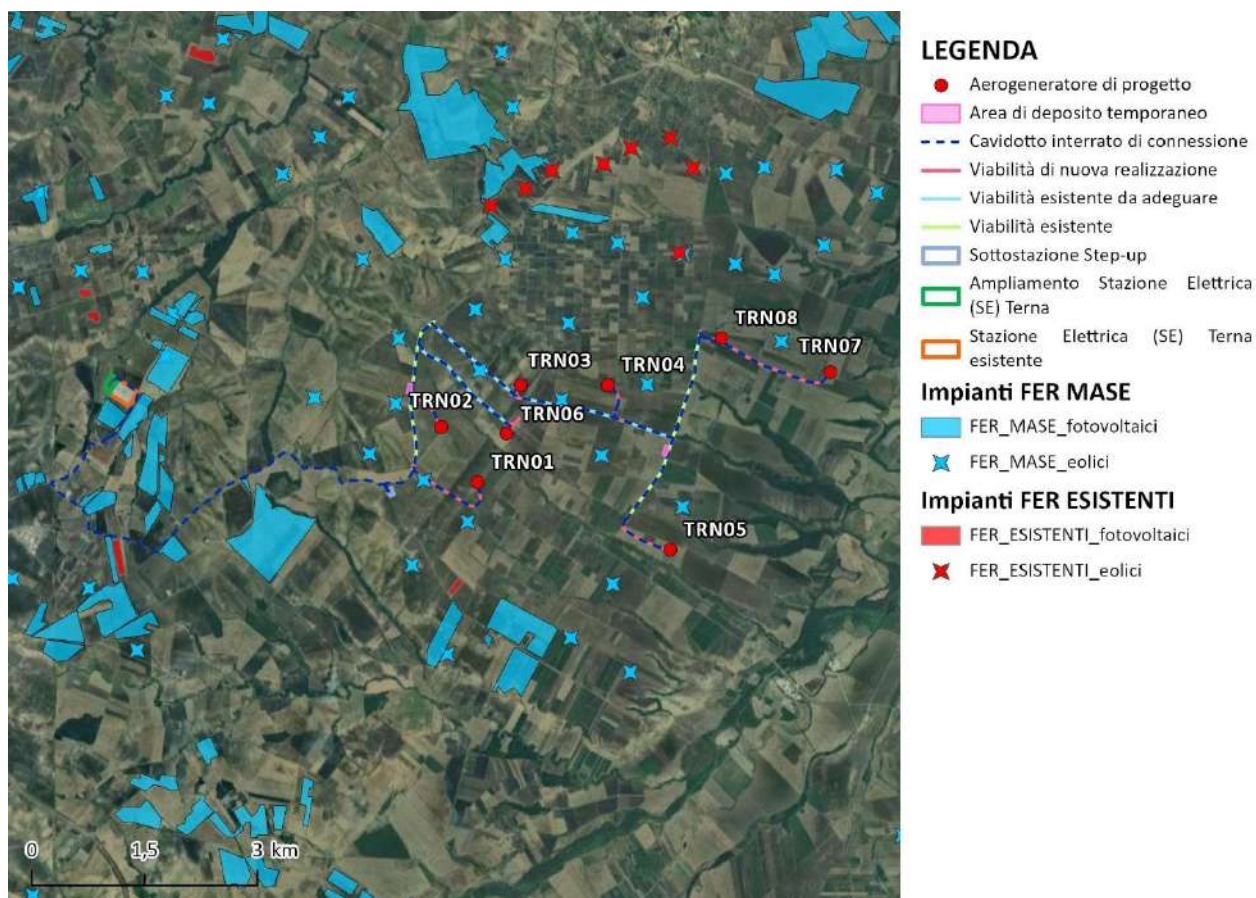 TRN08
TRN07
TRN03
TRN04
TRN02
TRN06
TRN01
TRN05
0 1,5 3 km
LEGENDA
Aerogeneratore di progetto
Area di deposito temporaneo
Cavidotto interrato di connessione
Viabilità di nuova realizzazione
Viabilità esistente da adeguare
Viabilità esistente
Sottostazione Step-up
Ampliamento Stazione Elettrica
(SE) Terna
Stazione Elettrica (SE) Terna
esistente
Impianti FER MASE
FER_MASE_fotovoltaici
FER_MASE_eolici
Impianti FER ESISTENTI
FER_ESISTENTI_fotovoltaici
FER_ESISTENTI_eolici